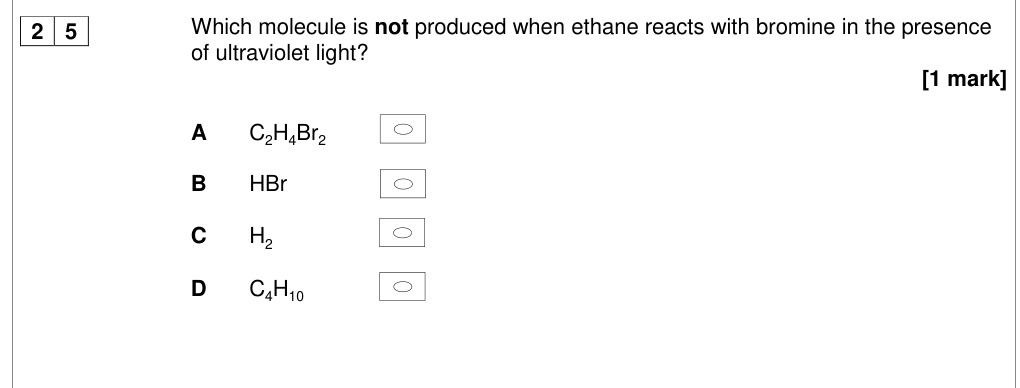 2 5
Which molecule is not produced when ethane reacts with bromine in the presence
of ultraviolet light?
[1 mark]
A C₂H₄Br₂
B HBr
C H₂
D C₄H₁₀